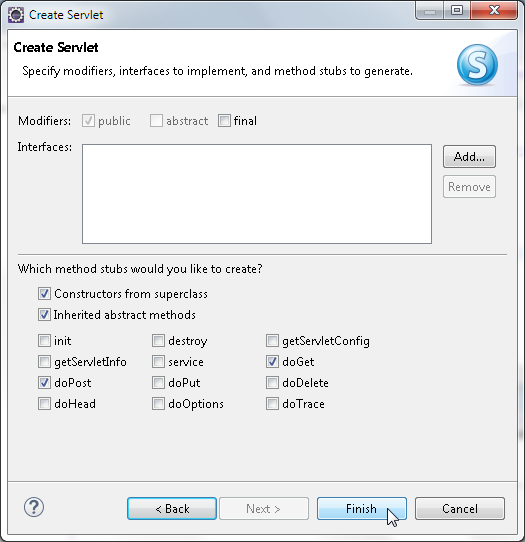 Create Servlet
Create Servlet
Specify modifiers, interfaces to implement, and method stubs to generate.
S
Modifiers: public abstract final
Interfaces:
Add...
Remove
Which method stubs would you like to create?
Constructors from superclass
Inherited abstract methods
init destroy getServletConfig
getServletInfo service doGet
doPost doPut doDelete
doHead doOptions doTrace
? < Back Next > Finish Cancel